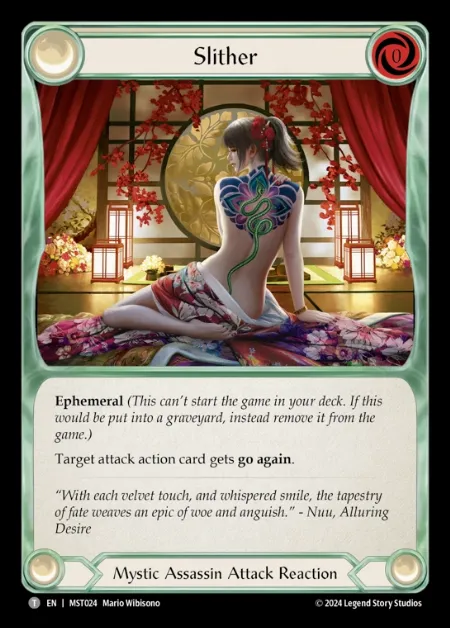 Slither
0
Ephemeral (This can't start the game in your deck. If this
would be put into a graveyard, instead remove it from the
game.)
Target attack action card gets go again.
“With each velvet touch, and whispered smile, the tapestry
of fate weaves an epic of woe and anguish.” - Nuu, Alluring
Desire
Mystic Assassin Attack Reaction
T EN | MST024 Mario Wibisono © 2024 Legend Story Studios